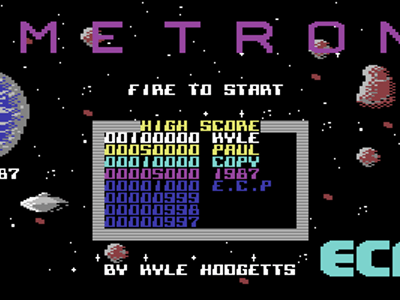 METRON
FIRE TO START
HIGH SCORE
00100000 KYLE
00050000 PAUL
00010000 COPY
00005000 1987
00001000 E.C.P
00000999
00000998
00000997
87
BY KYLE HODGETTS
EC